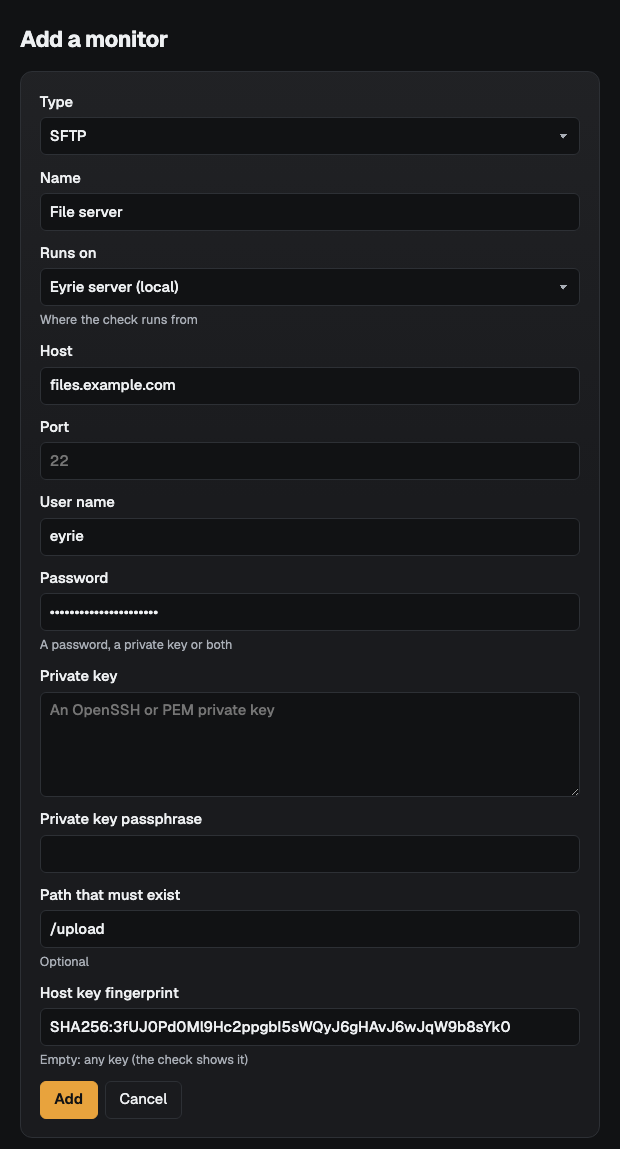 Add a monitor
Type
SFTP
Name
File server
Runs on
Eyrie server (local)
Where the check runs from
Host
files.example.com
Port
22
User name
eyrie
Password
••••••••••••••••••••••
A password, a private key or both
Private key
An OpenSSH or PEM private key
Private key passphrase
Path that must exist
/upload
Optional
Host key fingerprint
SHA256:3fUJ0Pd0Ml9Hc2ppgbI5sWQyJ6gHAvJ6wJqW9b8sYk0
Empty: any key (the check shows it)
Add
Cancel